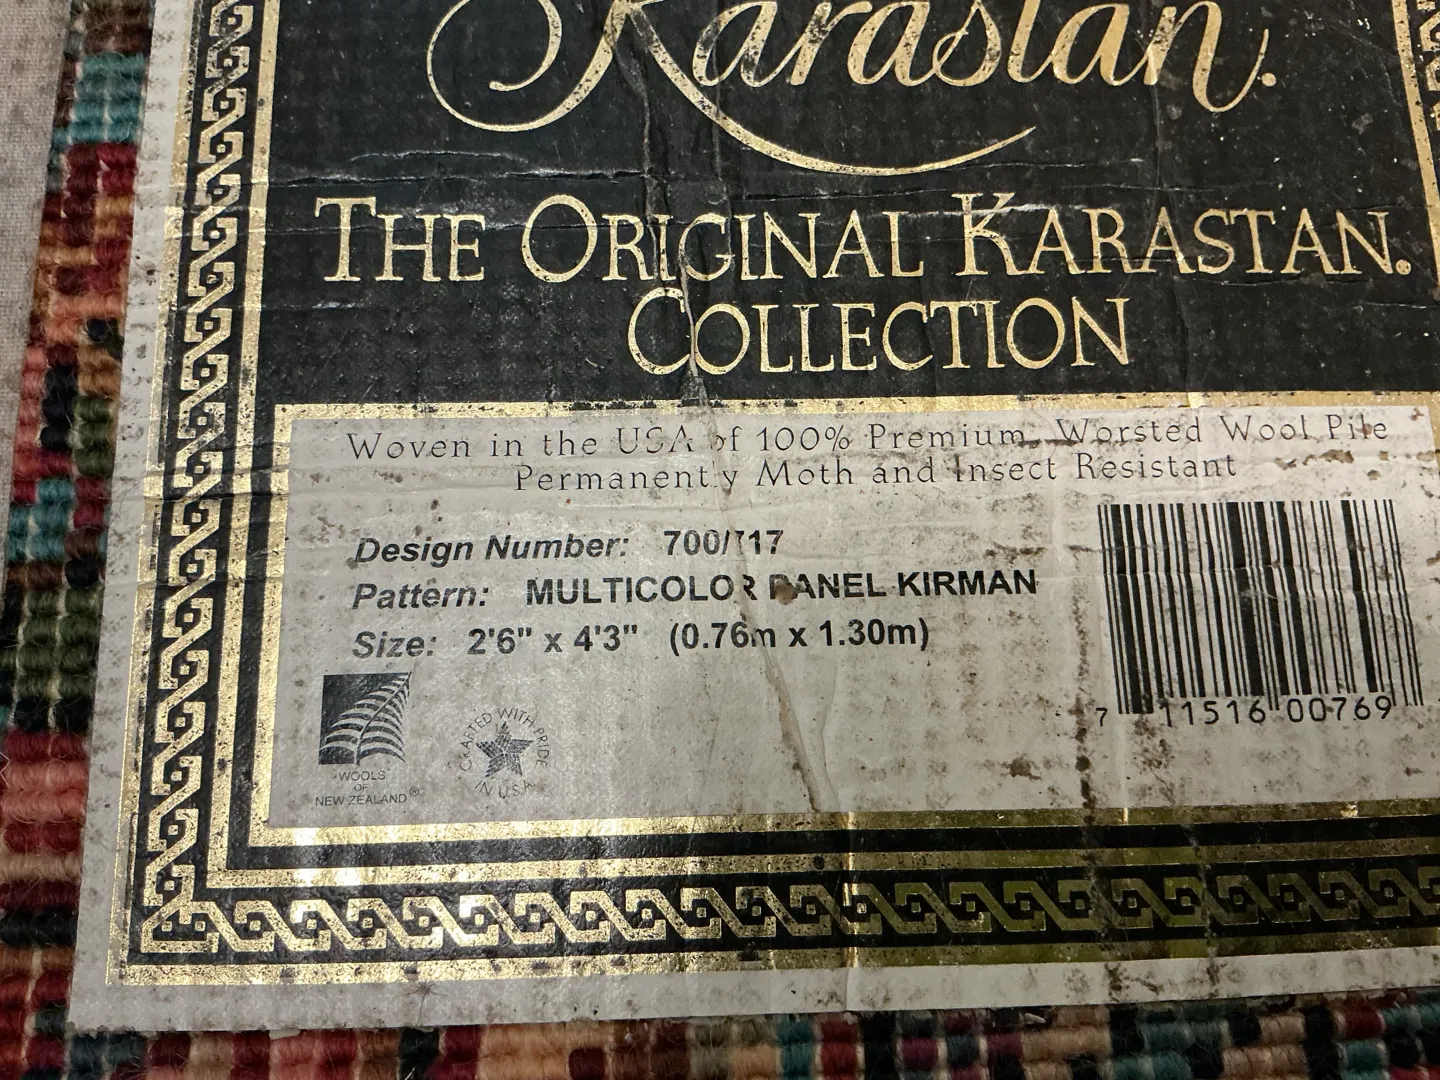 Karastan.
THE ORIGINAL KARASTAN.®
COLLECTION
Woven in the USA of 100% Premium Worsted Wool Pile
Permanently Moth and Insect Resistant
Design Number: 700/717
Pattern: MULTICOLOR PANEL KIRMAN
Size: 2'6" x 4'3" (0.76m x 1.30m)
WOOLS
OF
NEW ZEALAND®
CRAFTED WITH PRIDE
IN U.S.A.
7 11516 00769